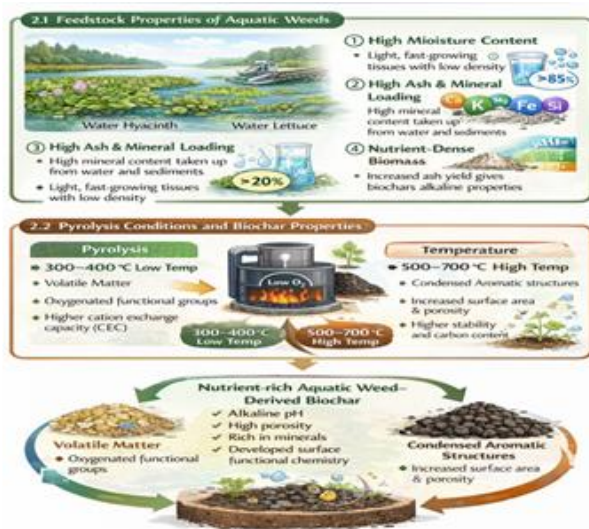 2.1 Feedstock Properties of Aquatic Weeds
Water Hyacinth
Water Lettuce
① High Mioisture Content
• Light, fast-growing
tissues with low density
>85%
② High Ash & Mineral
Loading
K
Fe
Si
High mineral
content taken up
from water and sediments
③ High Ash & Mineral Loading
• High mineral content taken up
from water and sediments
• Light, fast-growing tissues
with low density
>20%
④ Nutrient-Dense
Biomass
• Increased ash yield gives
biochars alkaline properties
2.2 Pyrolysis Conditions and Biochar Properties
Pyrolysis
300–400 °C Low Temp
• Volatile Matter
• Oxygenated functional groups
• Higher cation exchange
capacity (CEC)
Low O₂
300–400°C
Low Temp
500–700°C
High Temp
Temperature
500–700 °C High Temp
• Condensed Aromatic structures
• Increased surface area
& porosity
• Higher stability
and carbon content
Nutrient-rich Aquatic Weed–
Derived Biochar
✓ Alkaline pH
✓ High porosity
✓ Rich in minerals
✓ Developed surface
functional chemistry
Volatile Matter
• Oxygenated functional
groups
Condensed Aromatic
Structures
• Increased surface area
& porosity